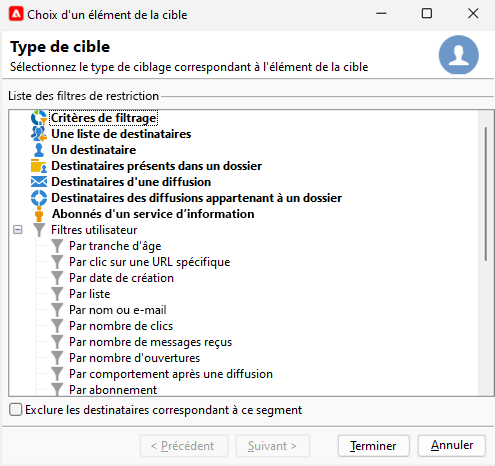 Choix d'un élément de la cible
Type de cible
Sélectionnez le type de ciblage correspondant à l'élément de la cible
Liste des filtres de restriction
Critères de filtrage
Une liste de destinataires
Un destinataire
Destinataires présents dans un dossier
Destinataires d'une diffusion
Destinataires des diffusions appartenant à un dossier
Abonnés d'un service d’information
Filtres utilisateur
Par tranche d'âge
Par clic sur une URL spécifique
Par date de création
Par liste
Par nom ou e-mail
Par nombre de clics
Par nombre de messages reçus
Par nombre d'ouvertures
Par comportement après une diffusion
Par abonnement
Exclure les destinataires correspondant à ce segment
< Précédent Suivant > Terminer Annuler